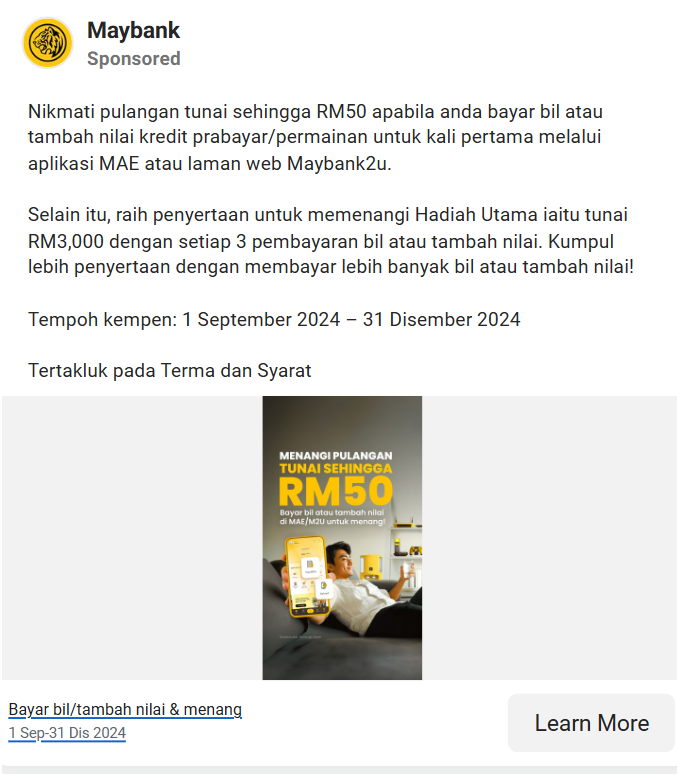 Maybank
Sponsored
Nikmati pulangan tunai sehingga RM50 apabila anda bayar bil atau
tambah nilai kredit prabayar/permainan untuk kali pertama melalui
aplikasi MAE atau laman web Maybank2u.
Selain itu, raih penyertaan untuk memenangi Hadiah Utama iaitu tunai
RM3,000 dengan setiap 3 pembayaran bil atau tambah nilai. Kumpul
lebih penyertaan dengan membayar lebih banyak bil atau tambah nilai!
Tempoh kempen: 1 September 2024 – 31 Disember 2024
Tertakluk pada Terma dan Syarat
MENANGI PULANGAN
TUNAI SEHINGGA
RM50
Bayar bil atau tambah nilai
di MAE/M2U untuk menang!
Bayar bil/tambah nilai & menang
1 Sep-31 Dis 2024
Learn More